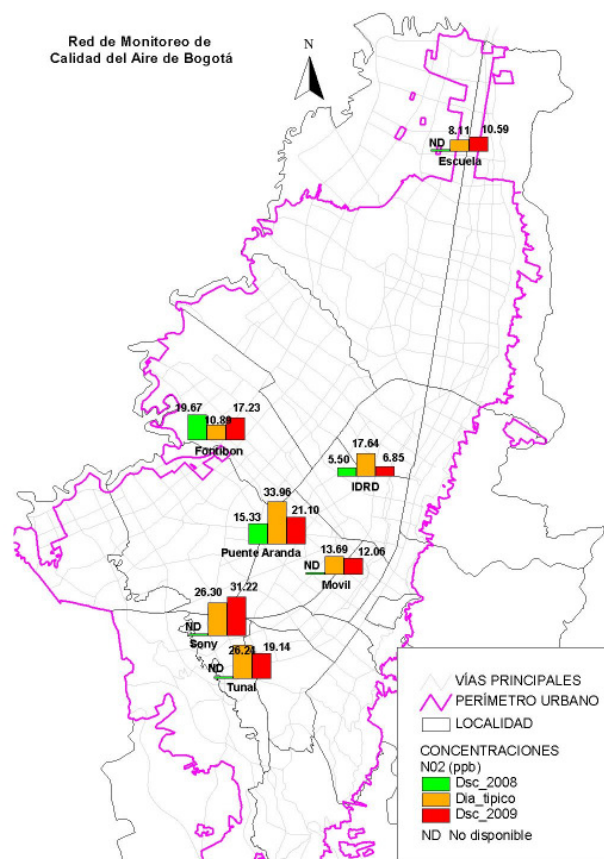 Red de Monitoreo de
Calidad del Aire de Bogotá
N
ND 8.11 10.59
Escuela
19.67 10.89 17.23
Fontibon
5.50 17.64 6.85
IDRD
15.33 33.96 21.10
Puente Aranda
ND 13.69 12.06
Movil
ND 26.30 31.22
Sony
ND 26.24 19.14
Tunal
VÍAS PRINCIPALES
PERÍMETRO URBANO
LOCALIDAD
CONCENTRACIONES
N02 (ppb)
Dsc_2008
Dia_tipico
Dsc_2009
ND No disponible